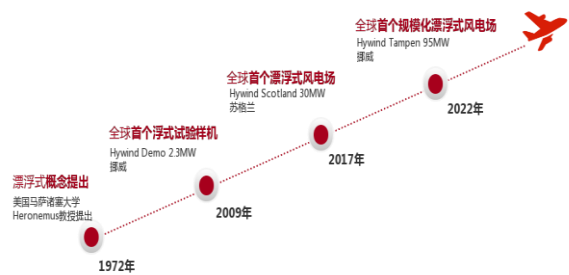 全球首个规模化漂浮式风电场
Hywind Tampen 95MW
挪威
2022年
全球首个漂浮式风电场
Hywind Scotland 30MW
苏格兰
2017年
全球首个浮式试验样机
Hywind Demo 2.3MW
挪威
2009年
漂浮式概念提出
美国马萨诸塞大学
Heronemus教授提出
1972年